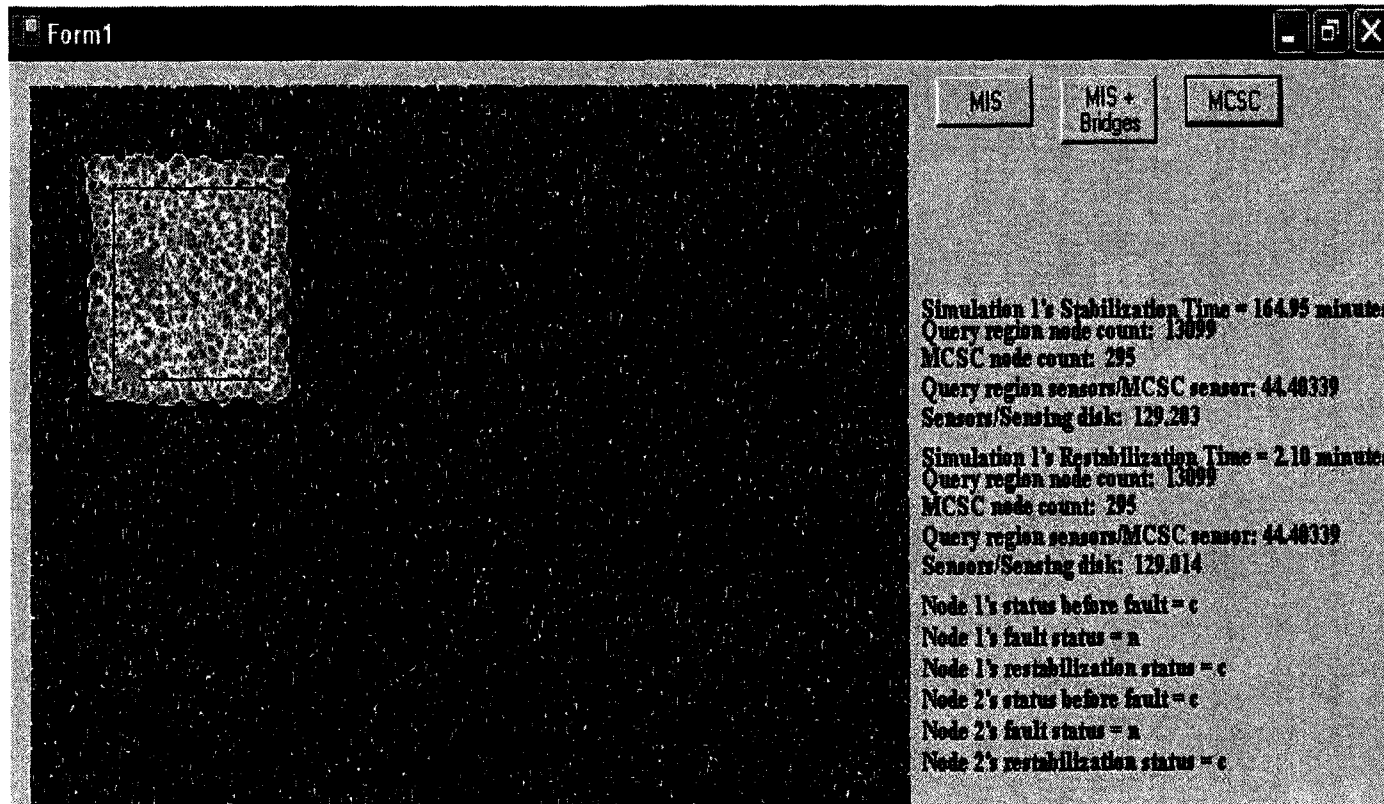 Form1
MIS
MIS +
Bridges
MCSC
Simulation 1's Stabilization Time = 164.95 minutes
Query region node count: 13099
MCSC node count: 295
Query region sensors/MCSC sensor: 44.40339
Sensors/Sensing disk: 129.203
Simulation 1's Restabilization Time = 2.10 minutes
Query region node count: 13099
MCSC node count: 295
Query region sensors/MCSC sensor: 44.40339
Sensors/Sensing disk: 129.014
Node 1's status before fault = c
Node 1's fault status = n
Node 1's restabilization status = c
Node 2's status before fault = c
Node 2's fault status = n
Node 2's restabilization status = c